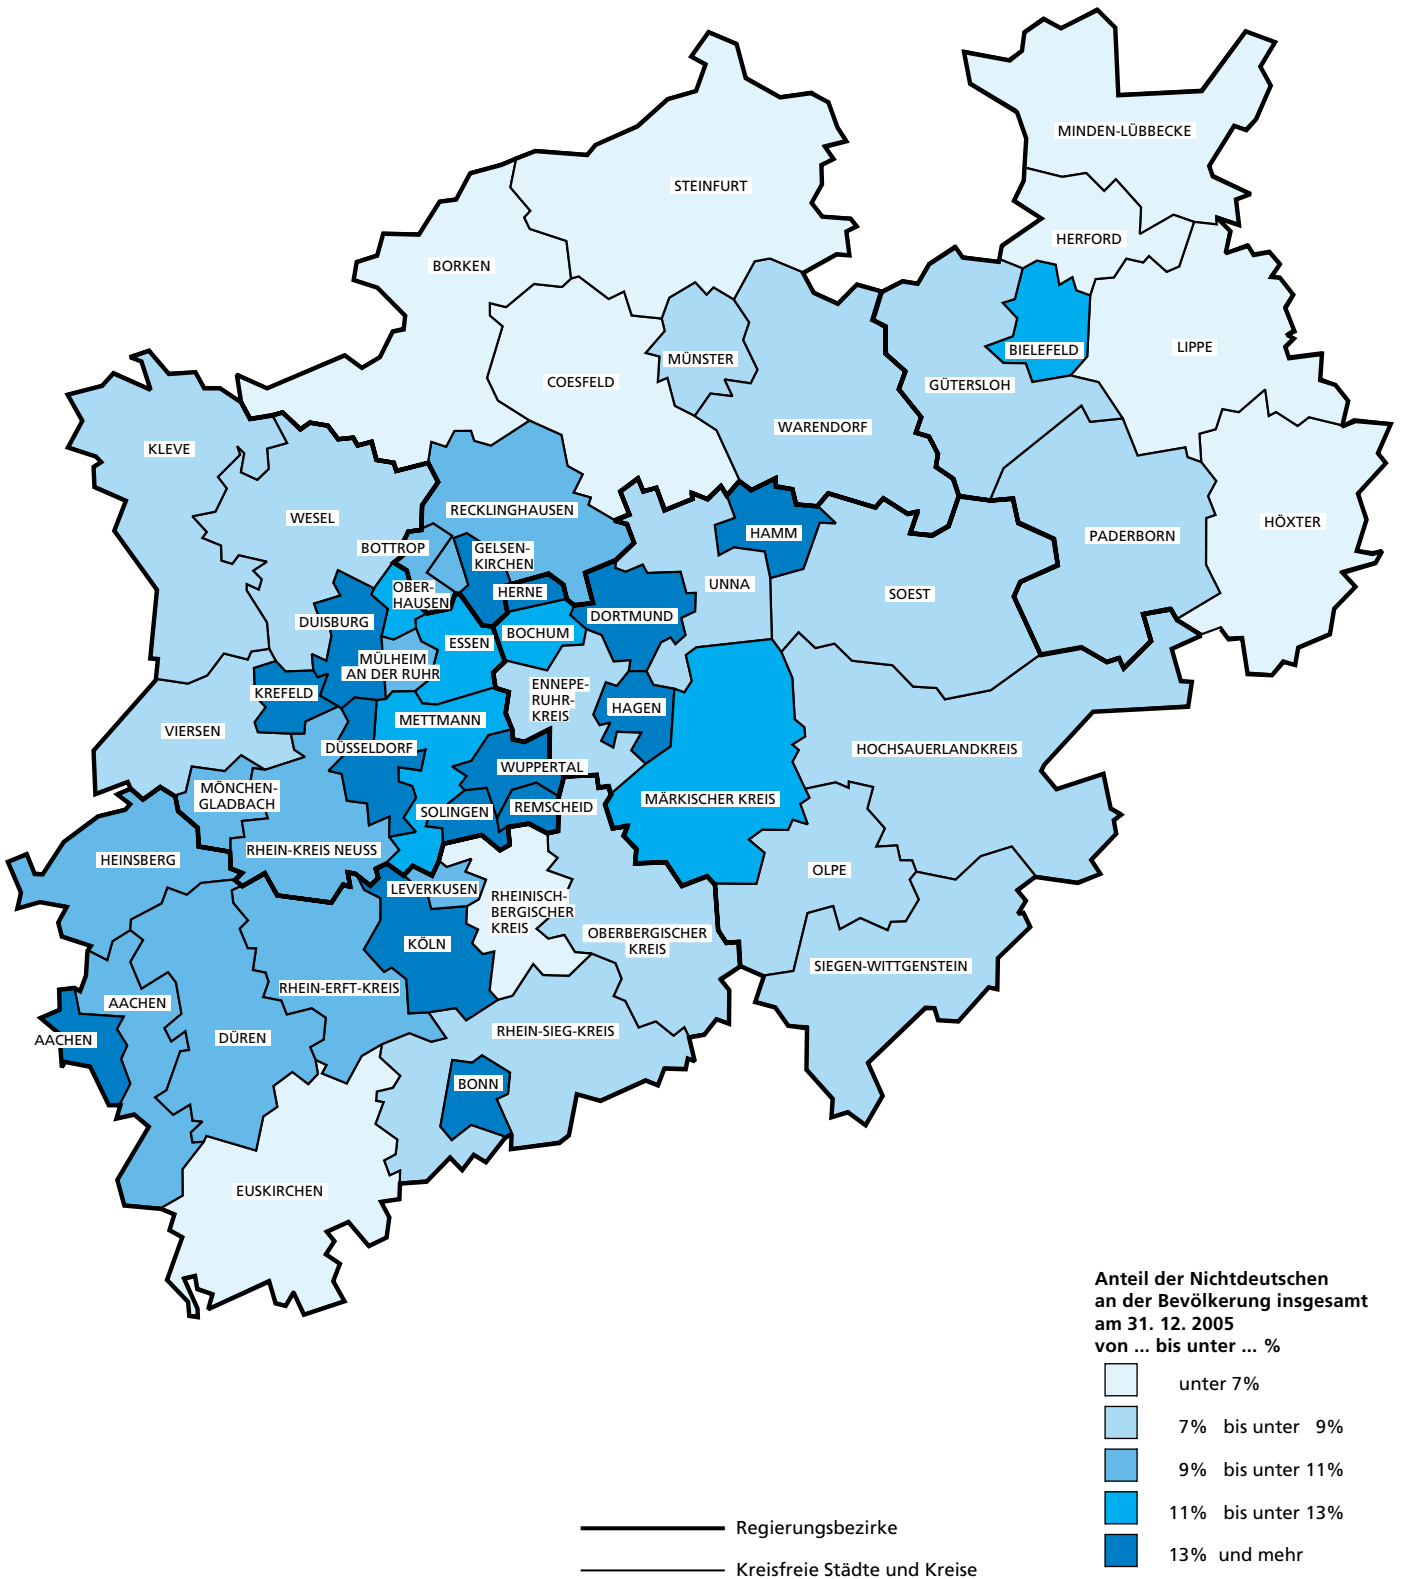 MINDEN-LÜBBECKE
STEINFURT
HERFORD
BORKEN
LIPPE
BIELEFELD
MÜNSTER
COESFELD
GÜTERSLOH
WARENDORF
KLEVE
RECKLINGHAUSEN
WESEL
HÖXTER
HAMM
PADERBORN
BOTTROP
GELSEN-
KIRCHEN
UNNA
OBER-
HAUSEN
HERNE
SOEST
DORTMUND
DUISBURG
BOCHUM
ESSEN
MÜLHEIM
AN DER RUHR
KREFELD
ENNEPE-
RUHR-
KREIS
HAGEN
METTMANN
VIERSEN
DÜSSELDORF
HOCHSAUERLANDKREIS
WUPPERTAL
MÖNCHEN-
GLADBACH
MÄRKISCHER KREIS
REMSCHEID
SOLINGEN
RHEIN-KREIS NEUSS
HEINSBERG
OLPE
LEVERKUSEN
RHEINISCH-
BERGISCHER
KREIS
OBERBERGISCHER
KREIS
KÖLN
SIEGEN-WITTGENSTEIN
RHEIN-ERFT-KREIS
AACHEN
RHEIN-SIEG-KREIS
AACHEN
DÜREN
BONN
EUSKIRCHEN
Anteil der Nichtdeutschen
an der Bevölkerung insgesamt
am 31. 12. 2005
von ... bis unter ... %
unter 7%
7% bis unter 9%
9% bis unter 11%
11% bis unter 13%
13% und mehr
Regierungsbezirke
Kreisfreie Städte und Kreise